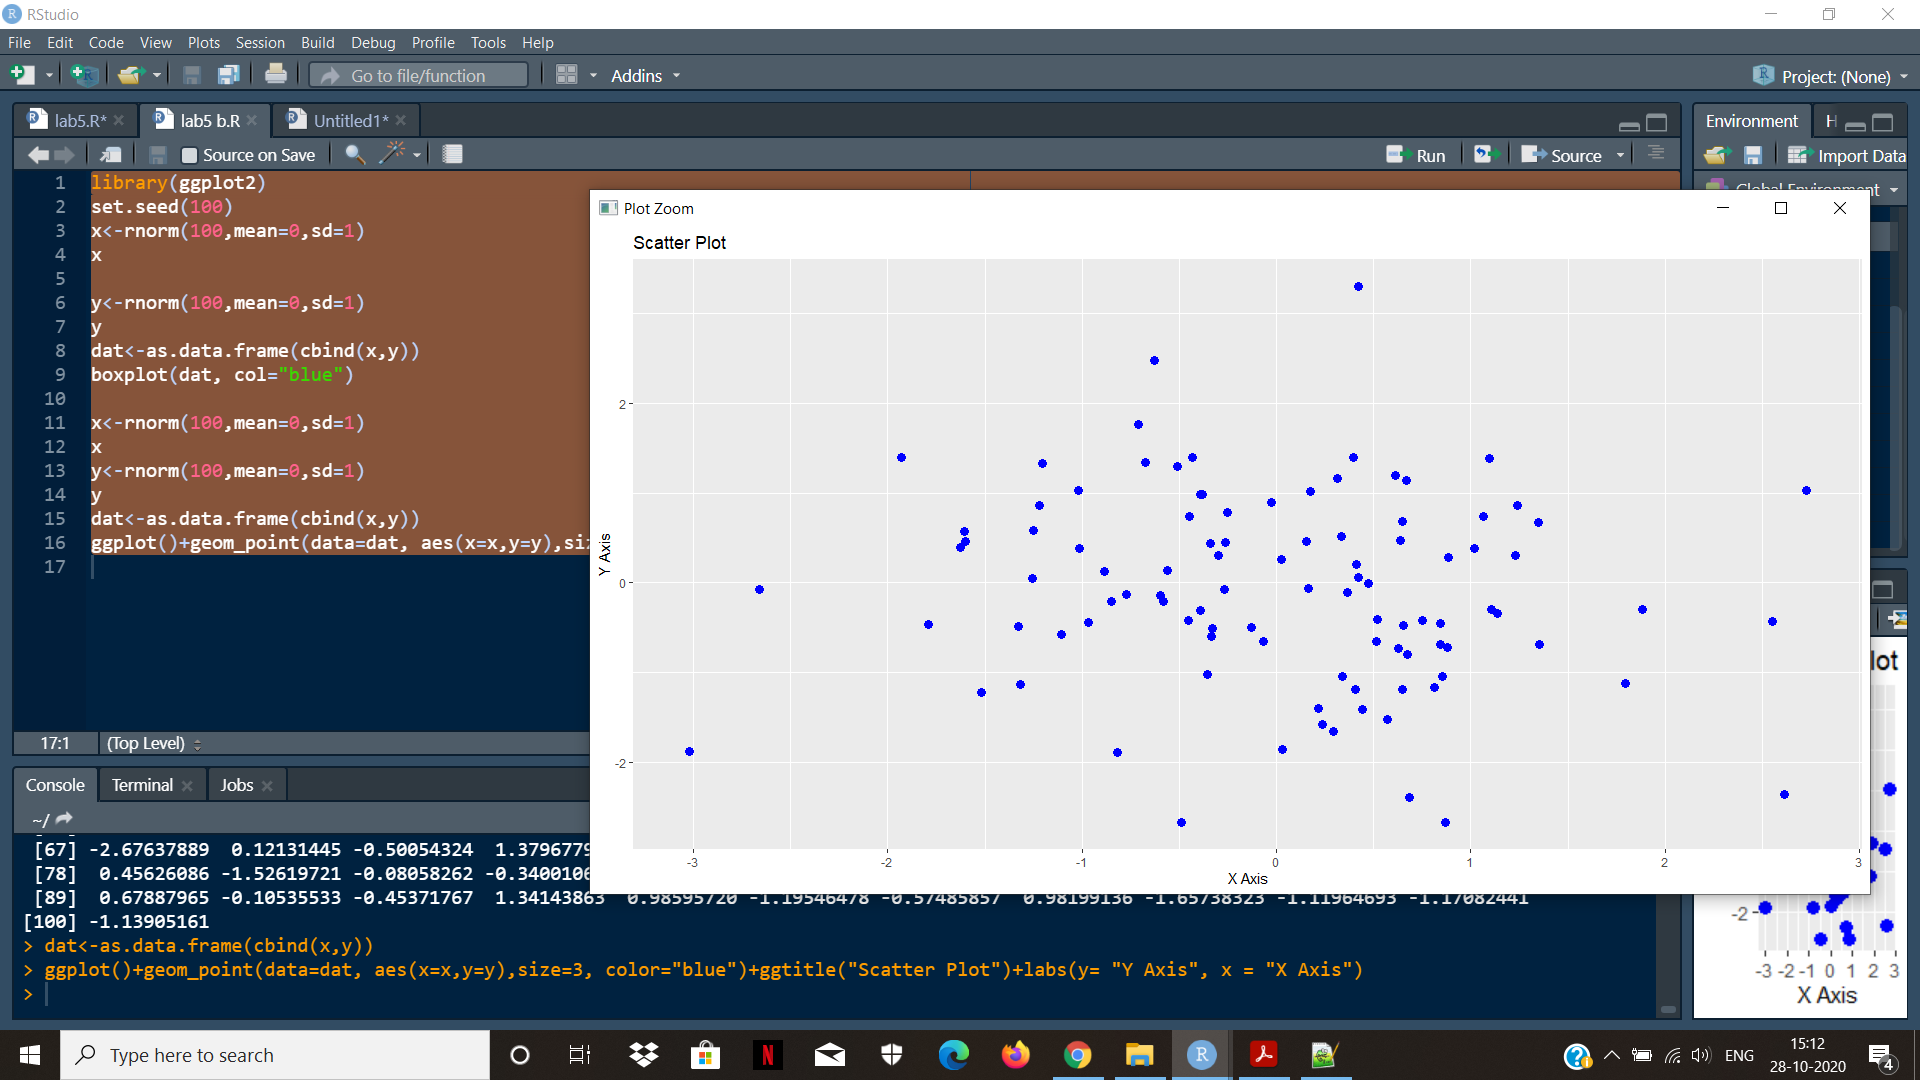 RStudio
File Edit Code View Plots Session Build Debug Profile Tools Help
Go to file/function Addins Project: (None)
lab5.R* lab5 b.R Untitled1* Environment H
Source on Save Run Source Import Data
Global Environment
1 library(ggplot2)
2 set.seed(100)
3 x<-rnorm(100,mean=0,sd=1)
4 x
5
6 y<-rnorm(100,mean=0,sd=1)
7 y
8 dat<-as.data.frame(cbind(x,y))
9 boxplot(dat, col="blue")
10
11 x<-rnorm(100,mean=0,sd=1)
12 x
13 y<-rnorm(100,mean=0,sd=1)
14 y
15 dat<-as.data.frame(cbind(x,y))
16 ggplot()+geom_point(data=dat, aes(x=x,y=y),si
17
17:1 (Top Level)
Plot Zoom
Scatter Plot
2
0
-2
Y Axis
-3 -2 -1 0 1 2 3
X Axis
Console Terminal Jobs
~/
[67] -2.67637889 0.12131445 -0.50054324 1.379677
[78] 0.45626086 -1.52619721 -0.08058262 -0.3400106
[89] 0.67887965 -0.10535533 -0.45371767 1.34143863 0.98595720 -1.19546478 -0.57485857 0.98199136 -1.65738323 -1.11964693 -1.17082441
[100] -1.13905161
> dat<-as.data.frame(cbind(x,y))
> ggplot()+geom_point(data=dat, aes(x=x,y=y),size=3, color="blue")+ggtitle("Scatter Plot")+labs(y= "Y Axis", x = "X Axis")
>
lot
-2
-3 -2 -1 0 1 2 3
X Axis
Type here to search
ENG
15:12
28-10-2020
4